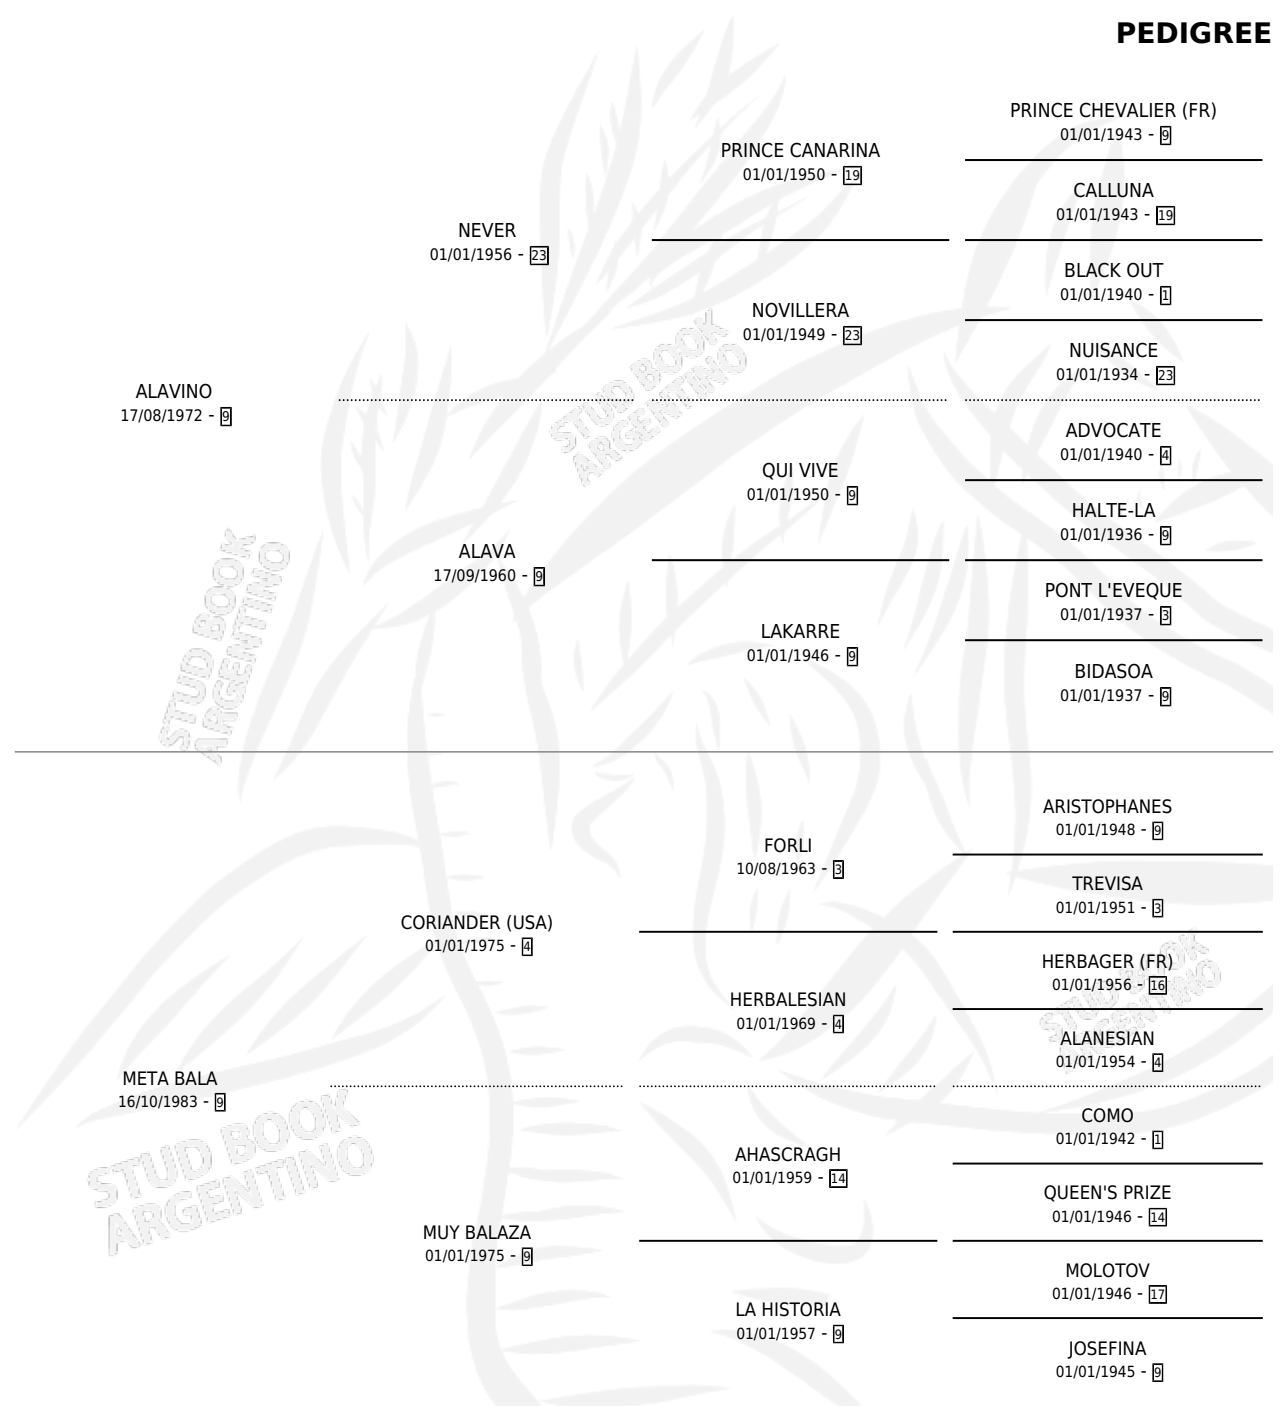 PEDIGREE
PRINCE CHEVALIER (FR)
01/01/1943 - 9
PRINCE CANARINA
01/01/1950 - 19
CALLUNA
01/01/1943 - 19
NEVER
01/01/1956 - 23
BLACK OUT
01/01/1940 - 1
NOVILLERA
01/01/1949 - 23
NUISANCE
01/01/1934 - 23
ALAVINO
17/08/1972 - 9
ADVOCATE
01/01/1940 - 4
QUI VIVE
01/01/1950 - 9
HALTE-LA
01/01/1936 - 9
ALAVA
17/09/1960 - 9
PONT L'EVEQUE
01/01/1937 - 3
LAKARRE
01/01/1946 - 9
BIDASOA
01/01/1937 - 9
ARISTOPHANES
01/01/1948 - 9
FORLI
10/08/1963 - 3
TREVISA
01/01/1951 - 3
CORIANDER (USA)
01/01/1975 - 4
HERBAGER (FR)
01/01/1956 - 16
HERBALESIAN
01/01/1969 - 4
ALANESIAN
01/01/1954 - 4
META BALA
16/10/1983 - 9
COMO
01/01/1942 - 1
AHASCRAGH
01/01/1959 - 14
QUEEN'S PRIZE
01/01/1946 - 14
MUY BALAZA
01/01/1975 - 9
MOLOTOV
01/01/1946 - 17
LA HISTORIA
01/01/1957 - 9
JOSEFINA
01/01/1945 - 9
STUD BOOK
ARGENTINO
STUD BOOK
ARGENTINO
STUD BOOK
ARGENTINO
STUD BOOK
ARGENTINO